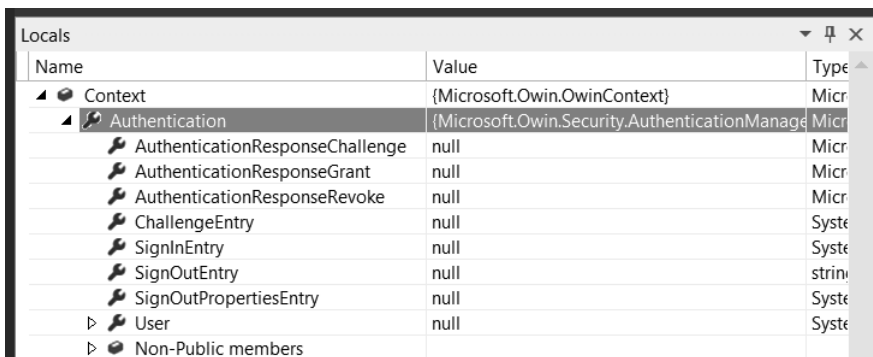 Locals
Name Value Type
Context {Microsoft.Owin.OwinContext} Micr
Authentication {Microsoft.Owin.Security.AuthenticationManage Micr
AuthenticationResponseChallenge null Micr
AuthenticationResponseGrant null Micr
AuthenticationResponseRevoke null Micr
ChallengeEntry null Syste
SignInEntry null Syste
SignOutEntry null string
SignOutPropertiesEntry null Syste
User null Syste
Non-Public members